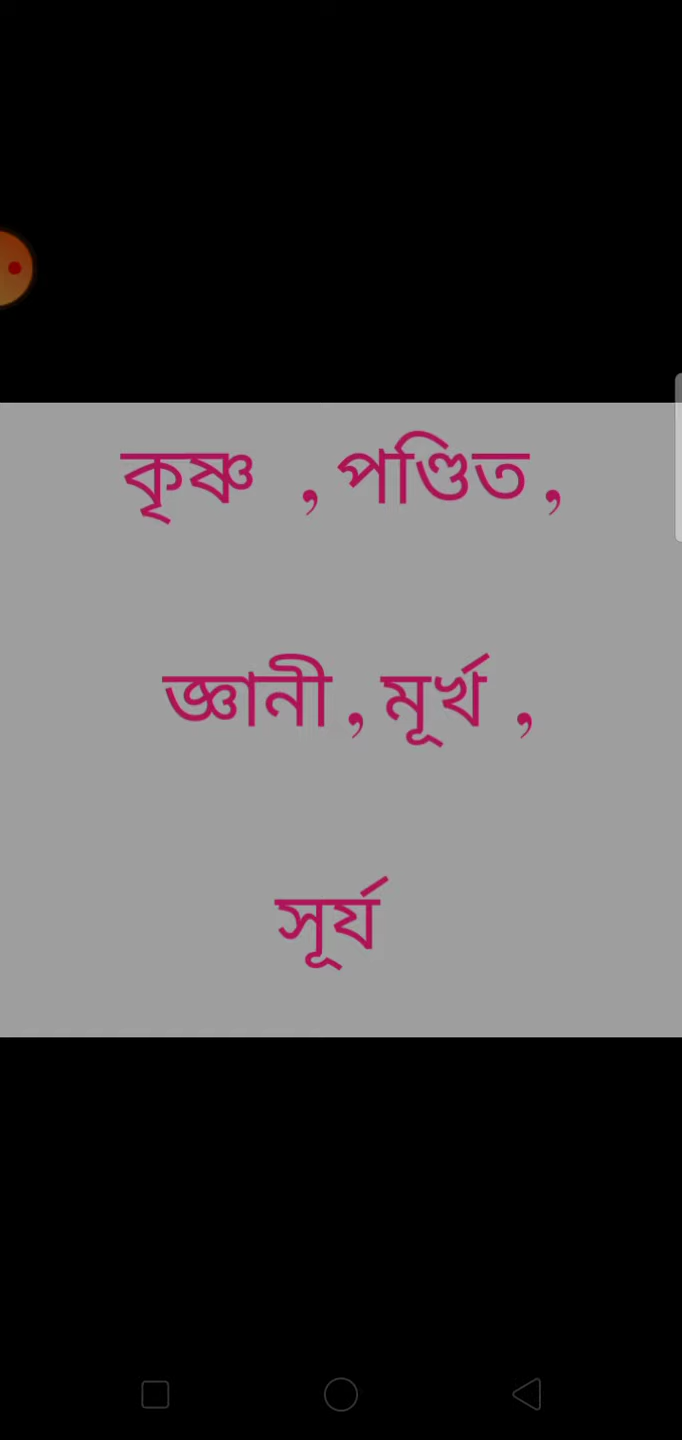 কৃষ্ণ , পণ্ডিত ,
জ্ঞানী , মূর্খ ,
সূর্য